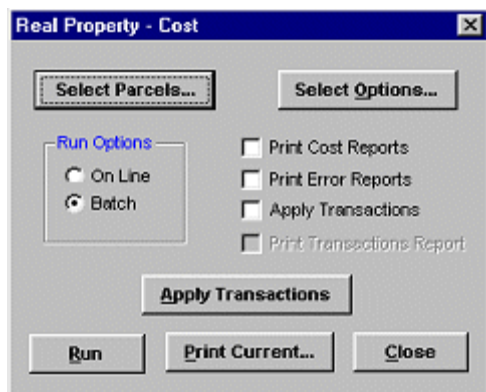 Real Property - Cost
Select Parcels...
Select Options...
Run Options
On Line
Batch
Print Cost Reports
Print Error Reports
Apply Transactions
Print Transactions Report
Apply Transactions
Run
Print Current...
Close